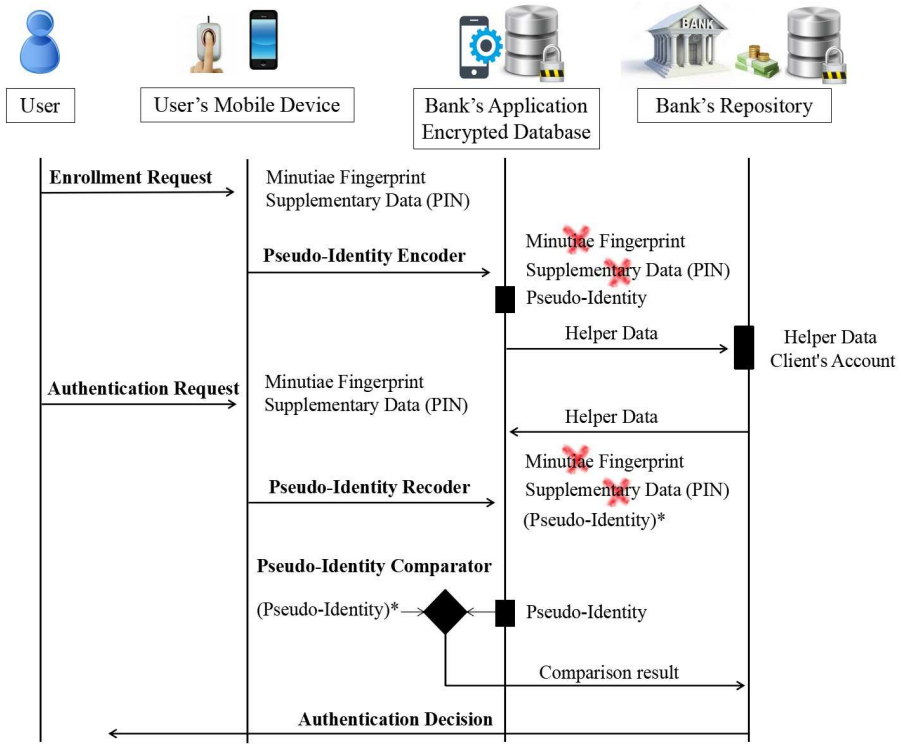 BANK
User
User's Mobile Device
Bank's Application
Encrypted Database
Bank's Repository
Enrollment Request
Minutiae Fingerprint
Supplementary Data (PIN)
Pseudo-Identity Encoder
Minutiae Fingerprint
Supplementary Data (PIN)
Pseudo-Identity
Helper Data
Helper Data
Client's Account
Authentication Request
Minutiae Fingerprint
Supplementary Data (PIN)
Helper Data
Pseudo-Identity Recoder
Minutiae Fingerprint
Supplementary Data (PIN)
(Pseudo-Identity)*
Pseudo-Identity Comparator
(Pseudo-Identity)*
Pseudo-Identity
Comparison result
Authentication Decision